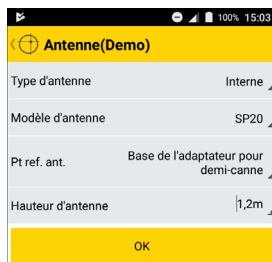 100% 15:03
Antenne(Demo)
Type d'antenne
Interne
Modèle d'antenne
SP20
Pt ref. ant.
Base de l'adaptateur pour
demi-canne
Hauteur d'antenne
1,2m
OK